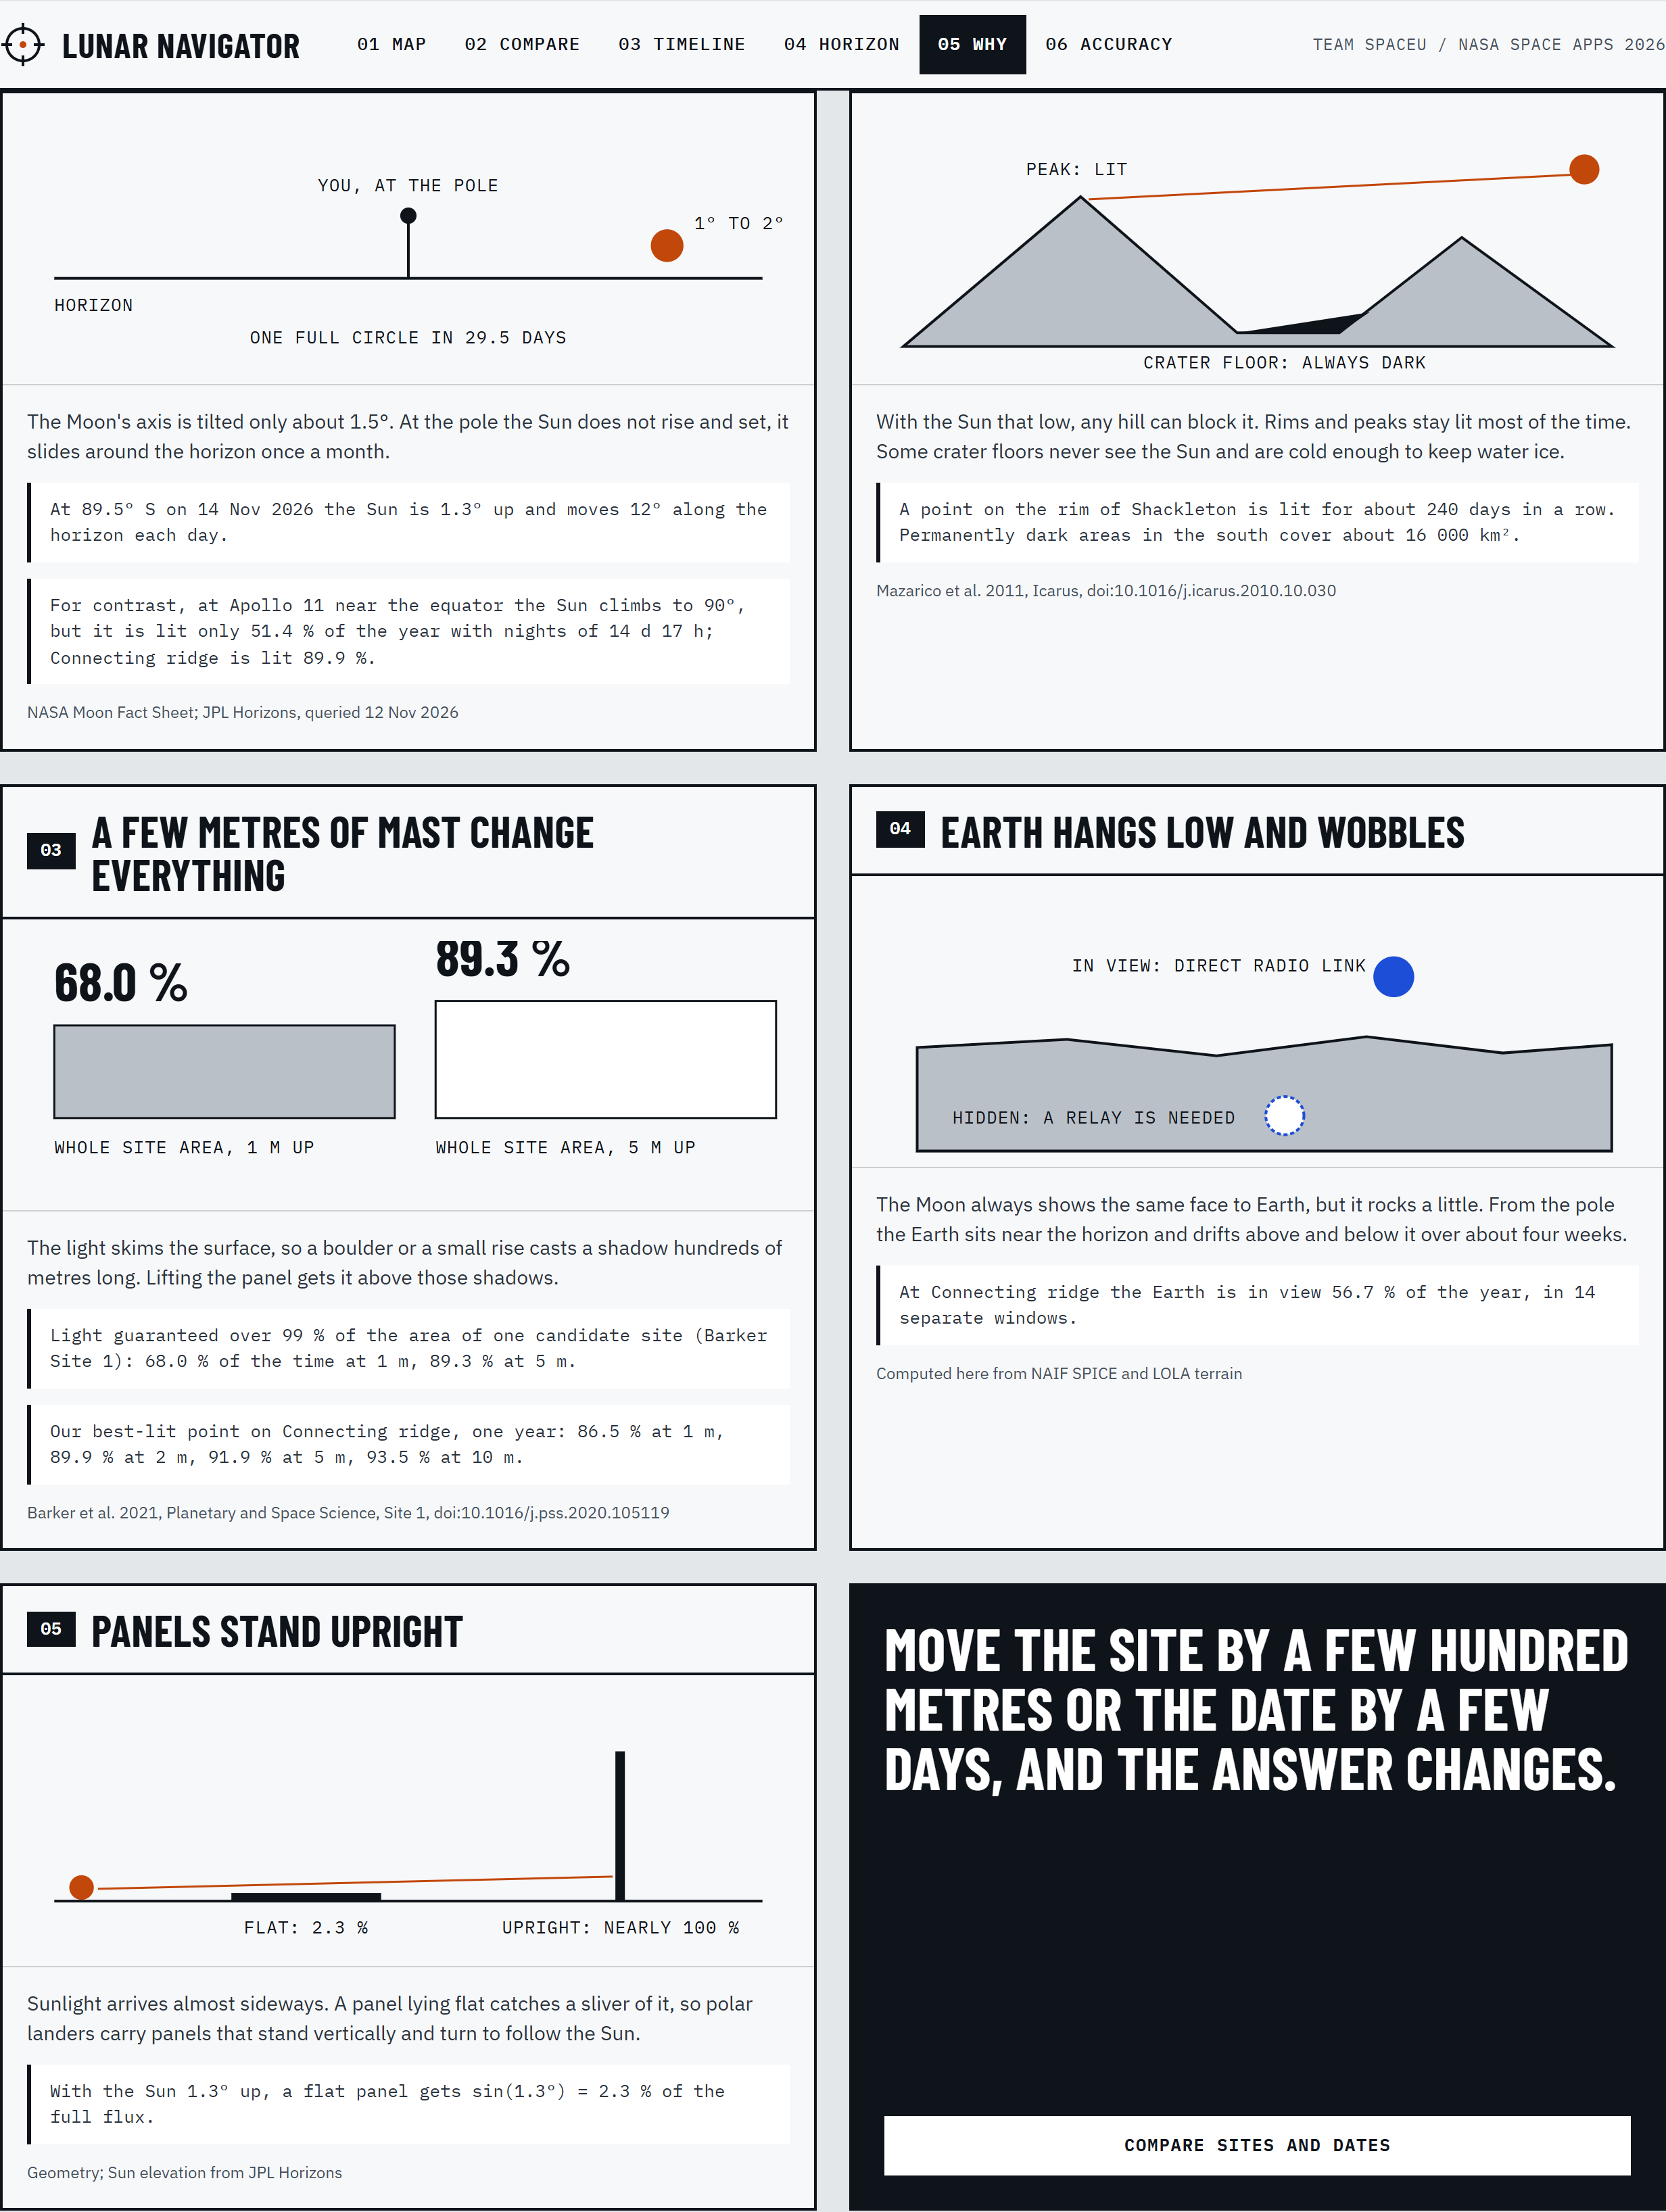 LUNAR NAVIGATOR
01 MAP
02 COMPARE
03 TIMELINE
04 HORIZON
05 WHY
06 ACCURACY
TEAM SPACEU / NASA SPACE APPS 2026
YOU, AT THE POLE
1° TO 2°
HORIZON
ONE FULL CIRCLE IN 29.5 DAYS
The Moon's axis is tilted only about 1.5°. At the pole the Sun does not rise and set, it
slides around the horizon once a month.
At 89.5° S on 14 Nov 2026 the Sun is 1.3° up and moves 12° along the
horizon each day.
For contrast, at Apollo 11 near the equator the Sun climbs to 90°,
but it is lit only 51.4 % of the year with nights of 14 d 17 h;
Connecting ridge is lit 89.9 %.
NASA Moon Fact Sheet; JPL Horizons, queried 12 Nov 2026
PEAK: LIT
CRATER FLOOR: ALWAYS DARK
With the Sun that low, any hill can block it. Rims and peaks stay lit most of the time.
Some crater floors never see the Sun and are cold enough to keep water ice.
A point on the rim of Shackleton is lit for about 240 days in a row.
Permanently dark areas in the south cover about 16 000 km².
Mazarico et al. 2011, Icarus, doi:10.1016/j.icarus.2010.10.030
03
A FEW METRES OF MAST CHANGE
EVERYTHING
68.0 %
89.3 %
WHOLE SITE AREA, 1 M UP
WHOLE SITE AREA, 5 M UP
The light skims the surface, so a boulder or a small rise casts a shadow hundreds of
metres long. Lifting the panel gets it above those shadows.
Light guaranteed over 99 % of the area of one candidate site (Barker
Site 1): 68.0 % of the time at 1 m, 89.3 % at 5 m.
Our best-lit point on Connecting ridge, one year: 86.5 % at 1 m,
89.9 % at 2 m, 91.9 % at 5 m, 93.5 % at 10 m.
Barker et al. 2021, Planetary and Space Science, Site 1, doi:10.1016/j.pss.2020.105119
04
EARTH HANGS LOW AND WOBBLES
IN VIEW: DIRECT RADIO LINK
HIDDEN: A RELAY IS NEEDED
The Moon always shows the same face to Earth, but it rocks a little. From the pole
the Earth sits near the horizon and drifts above and below it over about four weeks.
At Connecting ridge the Earth is in view 56.7 % of the year, in 14
separate windows.
Computed here from NAIF SPICE and LOLA terrain
05
PANELS STAND UPRIGHT
FLAT: 2.3 %
UPRIGHT: NEARLY 100 %
Sunlight arrives almost sideways. A panel lying flat catches a sliver of it, so polar
landers carry panels that stand vertically and turn to follow the Sun.
With the Sun 1.3° up, a flat panel gets sin(1.3°) = 2.3 % of the
full flux.
Geometry; Sun elevation from JPL Horizons
MOVE THE SITE BY A FEW HUNDRED
METRES OR THE DATE BY A FEW
DAYS, AND THE ANSWER CHANGES.
COMPARE SITES AND DATES